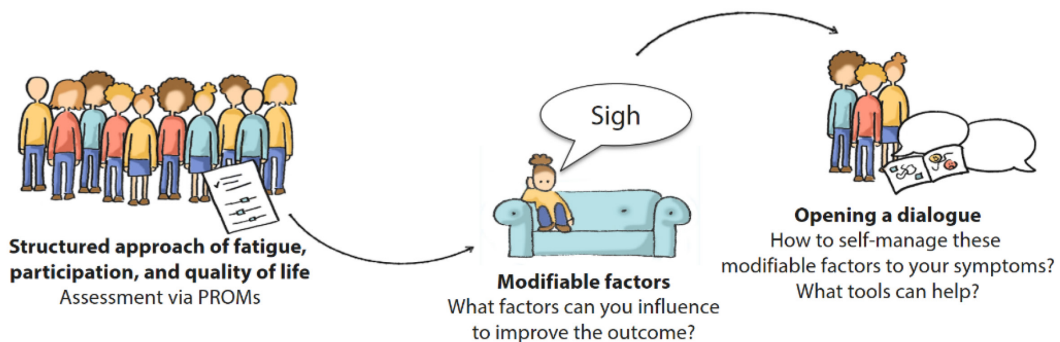 Structured approach of fatigue,
participation, and quality of life
Assessment via PROMs
Sigh
Modifiable factors
What factors can you influence
to improve the outcome?
Opening a dialogue
How to self-manage these
modifiable factors to your symptoms?
What tools can help?